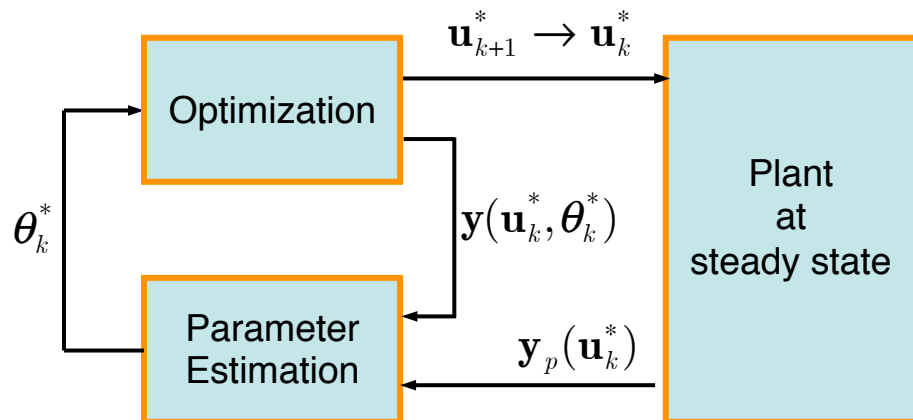 𝐮*ₖ₊₁ → 𝐮*ₖ
Optimization
Plant
at
steady state
𝛉*ₖ
𝐲(𝐮*ₖ, 𝛉*ₖ)
Parameter
Estimation
𝐲ₚ(𝐮*ₖ)